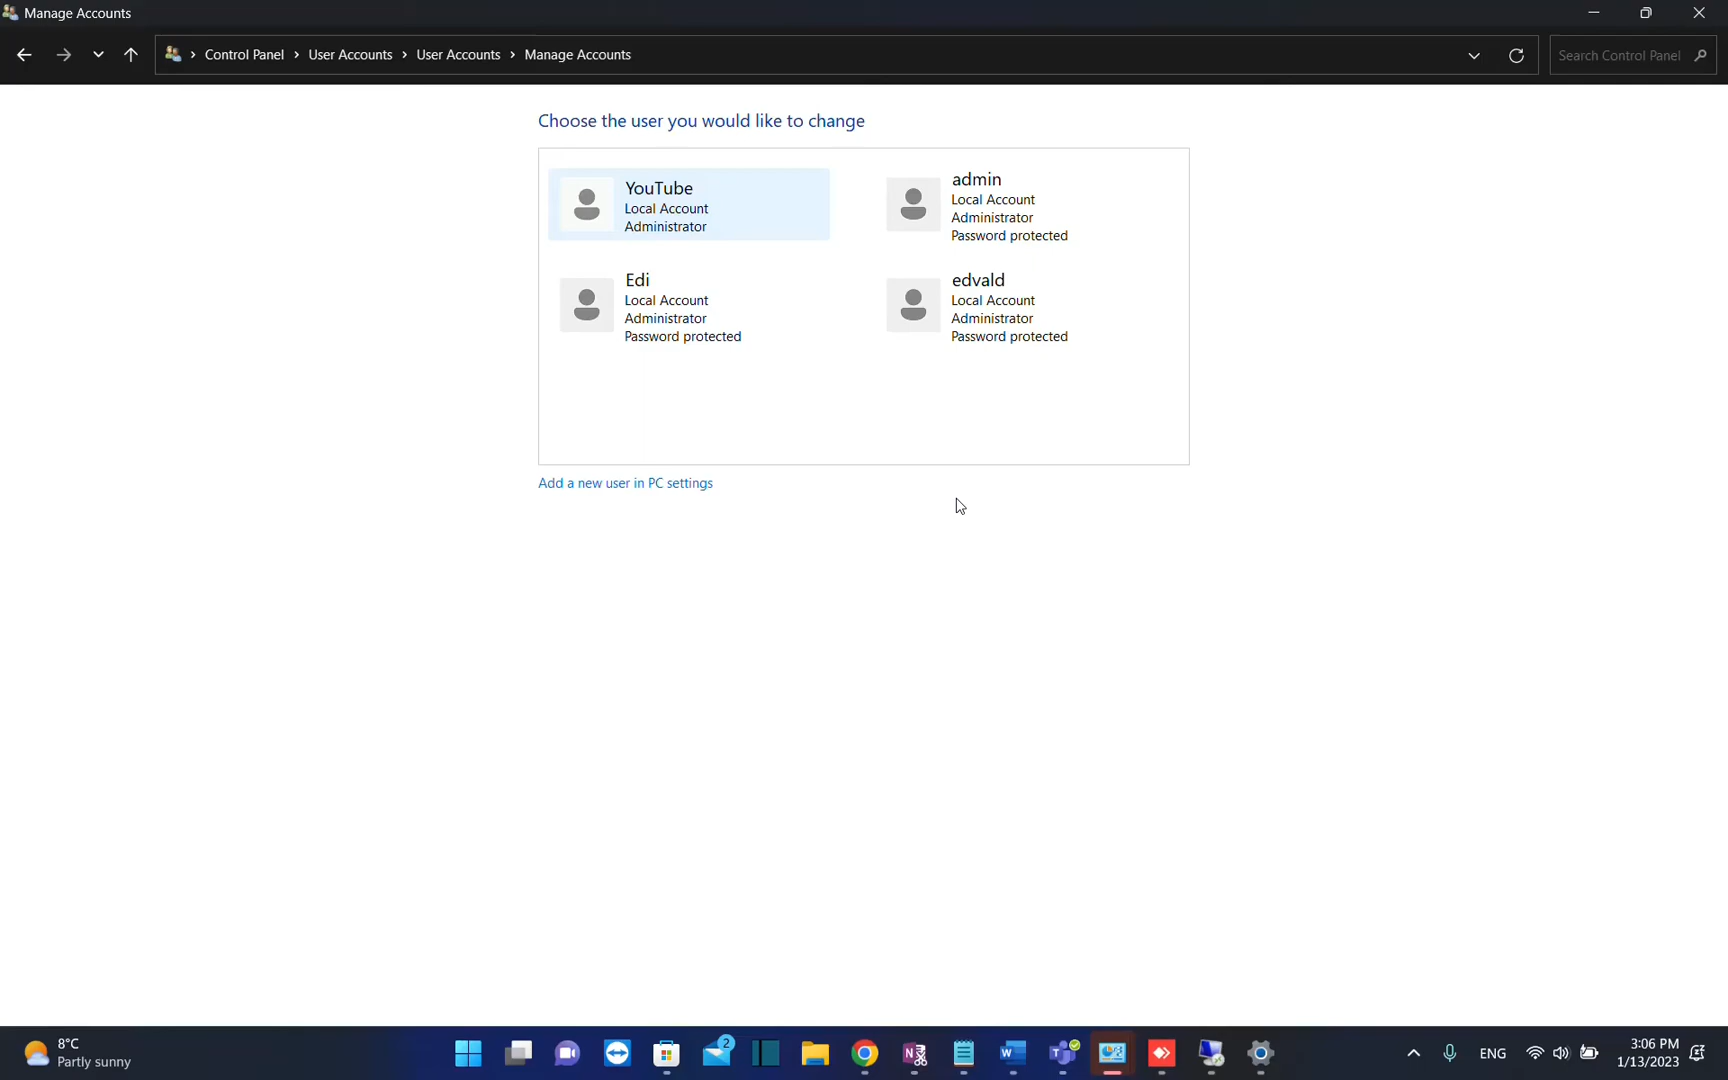 Manage Accounts
Control Panel > User Accounts > User Accounts > Manage Accounts
Search Control Panel
Choose the user you would like to change
YouTube
Local Account
Administrator
admin
Local Account
Administrator
Password protected
Edi
Local Account
Administrator
Password protected
edvald
Local Account
Administrator
Password protected
Add a new user in PC settings
8°C
Partly sunny
2
ENG
3:06 PM
1/13/2023